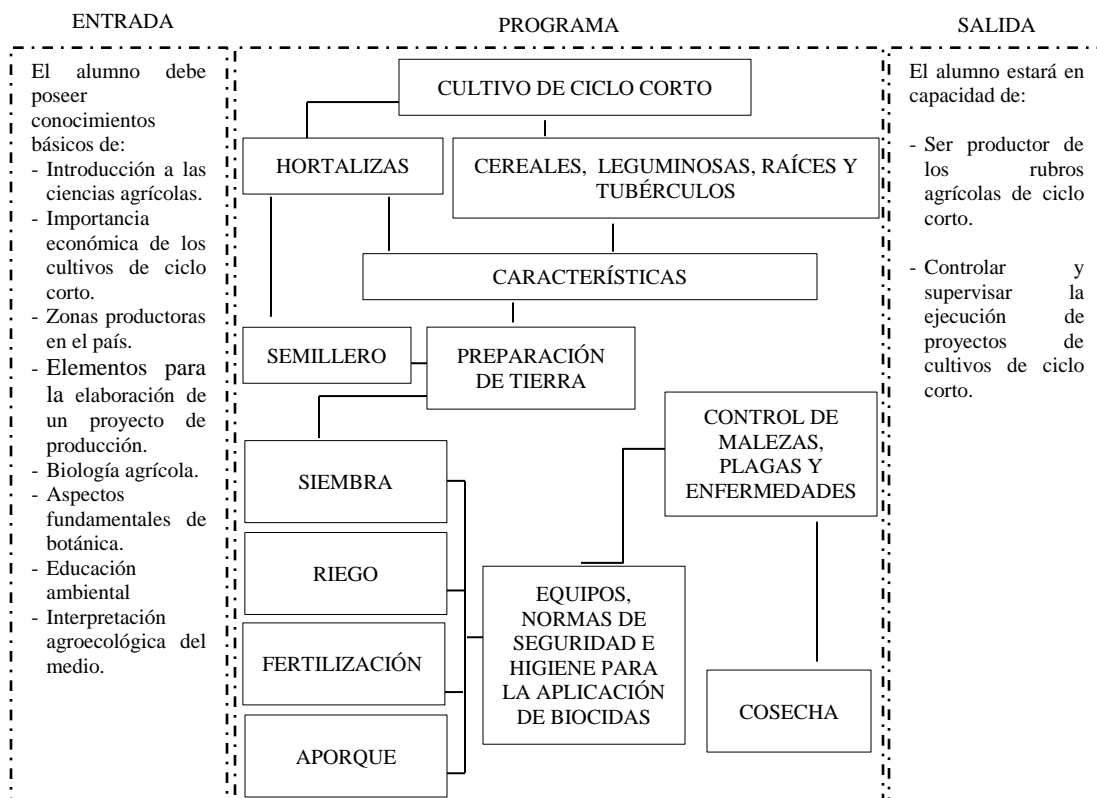 ENTRADA
PROGRAMA
SALIDA
El alumno debe
poseer
conocimientos
básicos de:
- Introducción a las
ciencias agrícolas.
- Importancia
económica de los
cultivos de ciclo
corto.
- Zonas productoras
en el país.
- Elementos para
la elaboración de
un proyecto de
producción.
- Biología agrícola.
- Aspectos
fundamentales de
botánica.
- Educación
ambiental
- Interpretación
agroecológica del
medio.
CULTIVO DE CICLO CORTO
HORTALIZAS
CEREALES, LEGUMINOSAS, RAÍCES Y
TUBÉRCULOS
CARACTERÍSTICAS
SEMILLERO
PREPARACIÓN
DE TIERRA
SIEMBRA
RIEGO
FERTILIZACIÓN
APORQUE
EQUIPOS,
NORMAS DE
SEGURIDAD E
HIGIENE PARA
LA APLICACIÓN
DE BIOCIDAS
CONTROL DE
MALEZAS,
PLAGAS Y
ENFERMEDADES
COSECHA
El alumno estará en
capacidad de:
- Ser productor de
los rubros
agrícolas de ciclo
corto.
- Controlar y
supervisar la
ejecución de
proyectos de
cultivos de ciclo
corto.